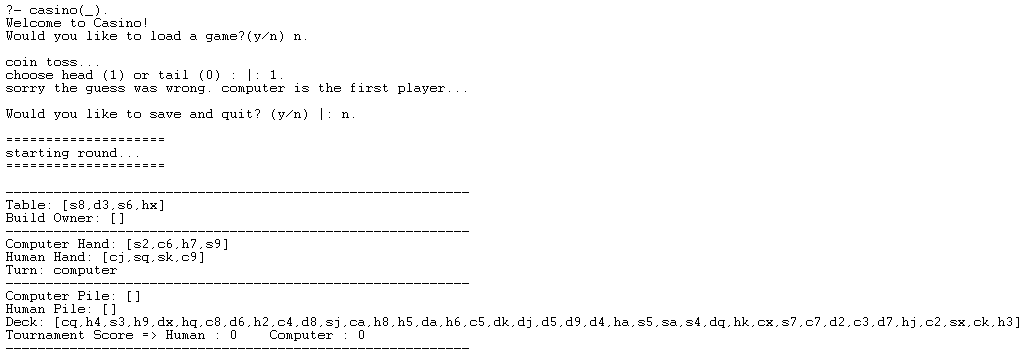 ?- casino(_).
Welcome to Casino!
Would you like to load a game?(y/n) n.
coin toss...
choose head (1) or tail (0) : |: 1.
sorry the guess was wrong. computer is the first player...
Would you like to save and quit? (y/n) |: n.
====================
starting round...
====================
----------------------------------------------------------
Table: [s8,d3,s6,hx]
Build Owner: []
----------------------------------------------------------
Computer Hand: [s2,c6,h7,s9]
Human Hand: [cj,sq,sk,c9]
Turn: computer
----------------------------------------------------------
Computer Pile: []
Human Pile: []
Deck: [cq,h4,s3,h9,dx,hq,c8,d6,h2,c4,d8,sj,ca,h8,h5,da,h6,c5,dk,dj,d5,d9,d4,ha,s5,sa,s4,dq,hk,cx,s7,c7,d2,c3,d7,hj,c2,sx,ck,h3]
Tournament Score => Human : 0    Computer : 0
----------------------------------------------------------